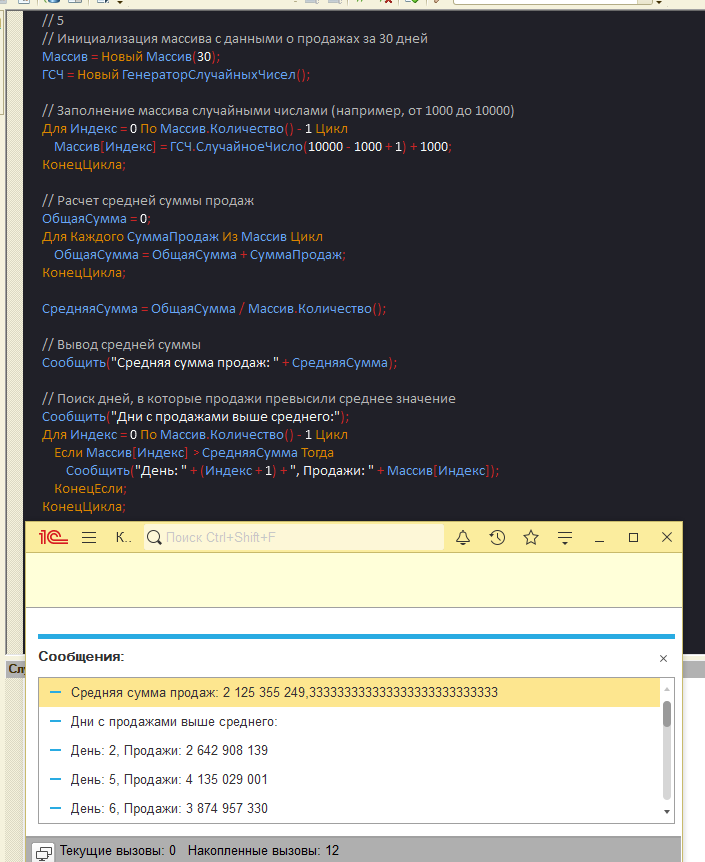 // 5
// Инициализация массива с данными о продажах за 30 дней
Массив = Новый Массив(30);
ГСЧ = Новый ГенераторСлучайныхЧисел();
// Заполнение массива случайными числами (например, от 1000 до 10000)
Для Индекс = 0 По Массив.Количество() - 1 Цикл
Массив[Индекс] = ГСЧ.СлучайноеЧисло(10000 - 1000 + 1) + 1000;
КонецЦикла;
// Расчет средней суммы продаж
ОбщаяСумма = 0;
Для Каждого СуммаПродаж Из Массив Цикл
ОбщаяСумма = ОбщаяСумма + СуммаПродаж;
КонецЦикла;
СредняяСумма = ОбщаяСумма / Массив.Количество();
// Вывод средней суммы
Сообщить("Средняя сумма продаж: " + СредняяСумма);
// Поиск дней, в которые продажи превысили среднее значение
Сообщить("Дни с продажами выше среднего:");
Для Индекс = 0 По Массив.Количество() - 1 Цикл
Если Массив[Индекс] > СредняяСумма Тогда
Сообщить("День: " + (Индекс + 1) + ", Продажи: " + Массив[Индекс]);
КонецЕсли;
КонецЦикла;
1С К.. Поиск Ctrl+Shift+F
Сообщения:
Средняя сумма продаж: 2 125 355 249,333333333333333333333333333
Дни с продажами выше среднего:
День: 2, Продажи: 2 642 908 139
День: 5, Продажи: 4 135 029 001
День: 6, Продажи: 3 874 957 330
Текущие вызовы: 0 Накопленные вызовы: 12